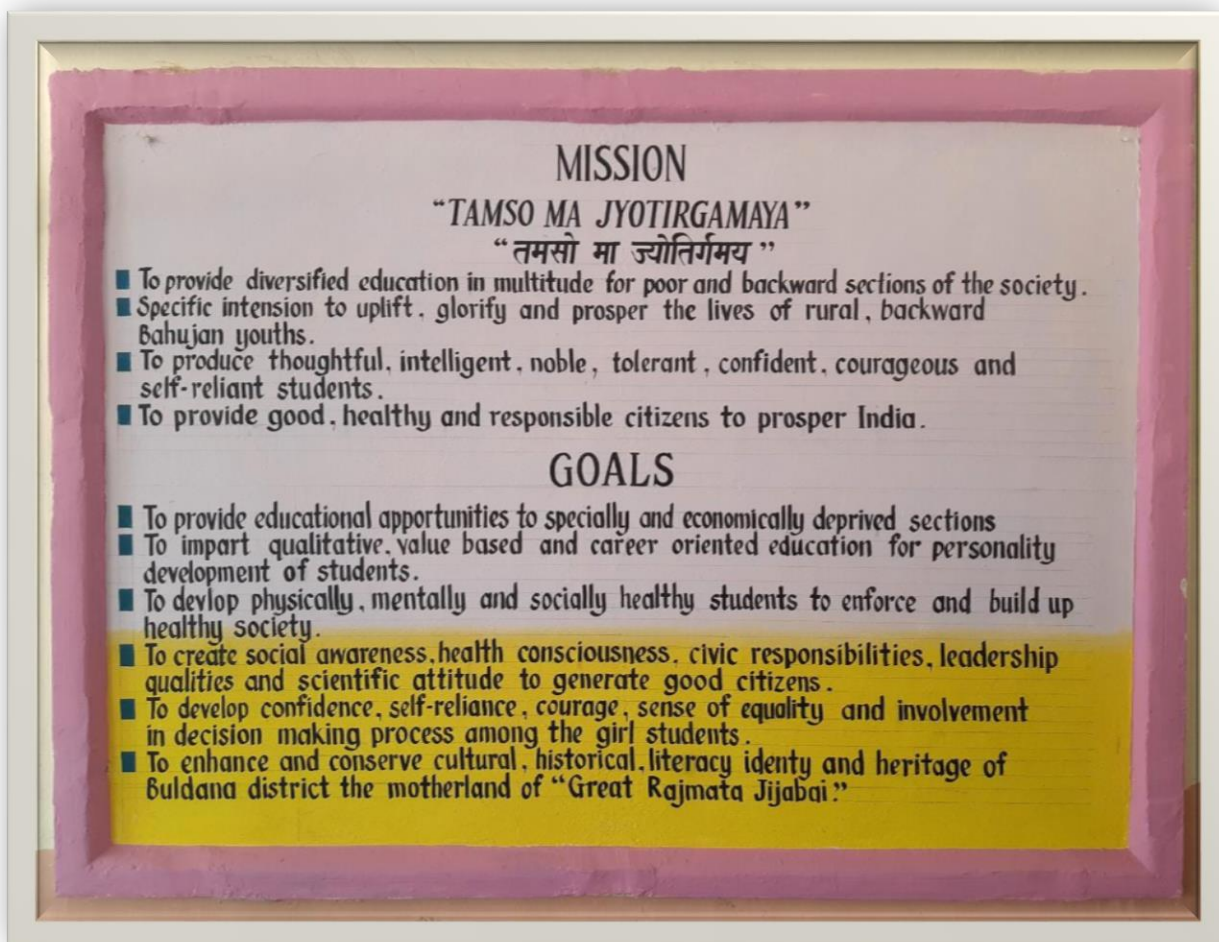 MISSION
“TAMSO MA JYOTIRGAMAYA”
“तमसो मा ज्योतिर्गमय ”
To provide diversified education in multitude for poor and backward sections of the society.
Specific intension to uplift, glorify and prosper the lives of rural, backward
Bahujan youths.
To produce thoughtful, intelligent, noble, tolerant, confident, courageous and
self-reliant students.
To provide good, healthy and responsible citizens to prosper India.
GOALS
To provide educational apportunities to specially and economically deprived sections
To impart qualitative, value based and career oriented education for personality
development of students.
To devlop physically, mentally and socially healthy students to enforce and build up
healthy society.
To create social awareness, health consciousness, civic responsibilities, leadership
qualities and scientific attitude to generate good citizens.
To develop confidence, self-reliance, courage, sense of equality and involvement
in decision making process among the girl students.
To enhance and conserve cultural, historical, literacy identy and heritage of
Buldana district the motherland of “Great Rajmata Jijabai.”